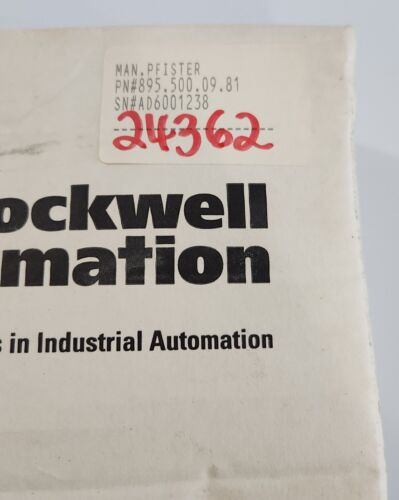 MAN.PFISTER
PN#895.500.09.81
SN#AD6001238
24362
ockwell
mation
s in Industrial Automation